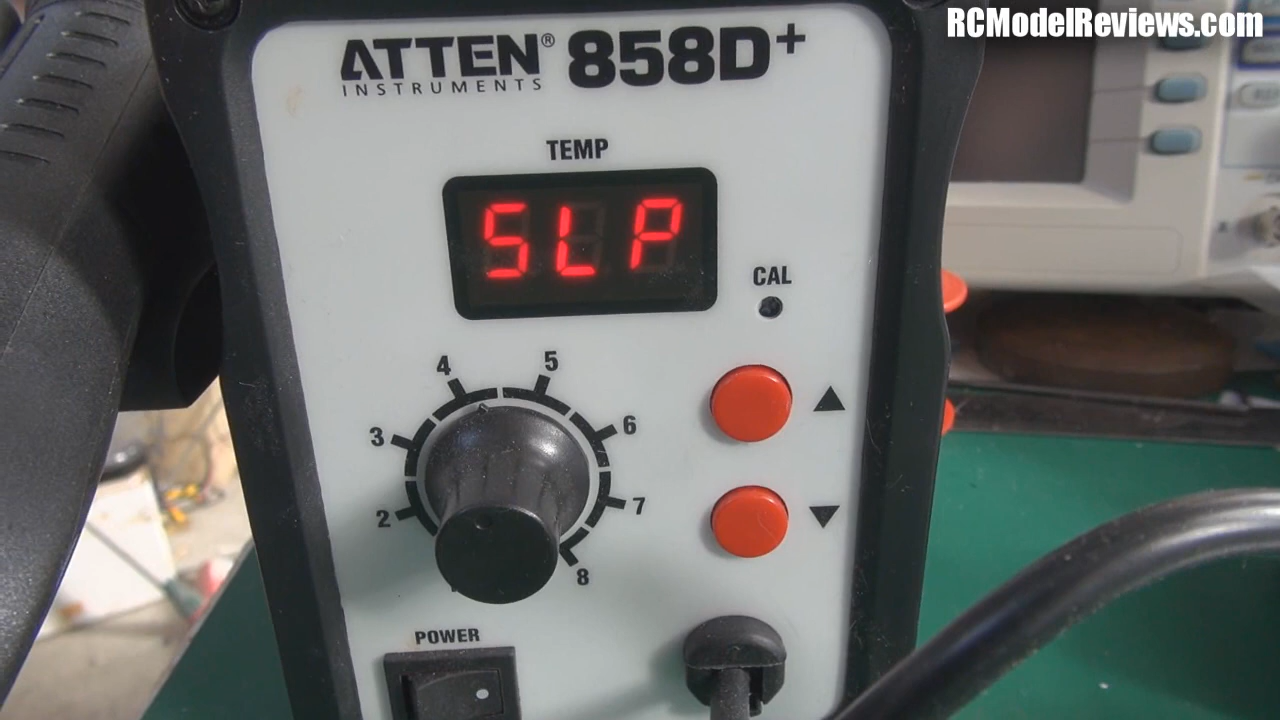 RCModelReviews.com
ATTEN® 858D+
INSTRUMENTS
TEMP
SLP
CAL
4
5
3
6
2
7
8
▲
▼
POWER